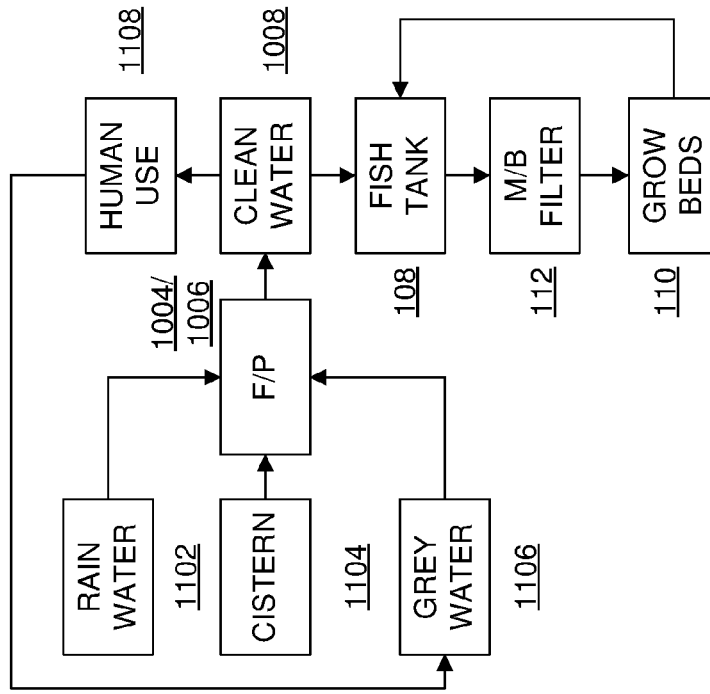 RAIN
WATER
1102
CISTERN
1104
GREY
WATER
1106
F/P
1004/
1006
HUMAN
USE
1108
CLEAN
WATER
1008
FISH
TANK
108
M/B
FILTER
112
GROW
BEDS
110